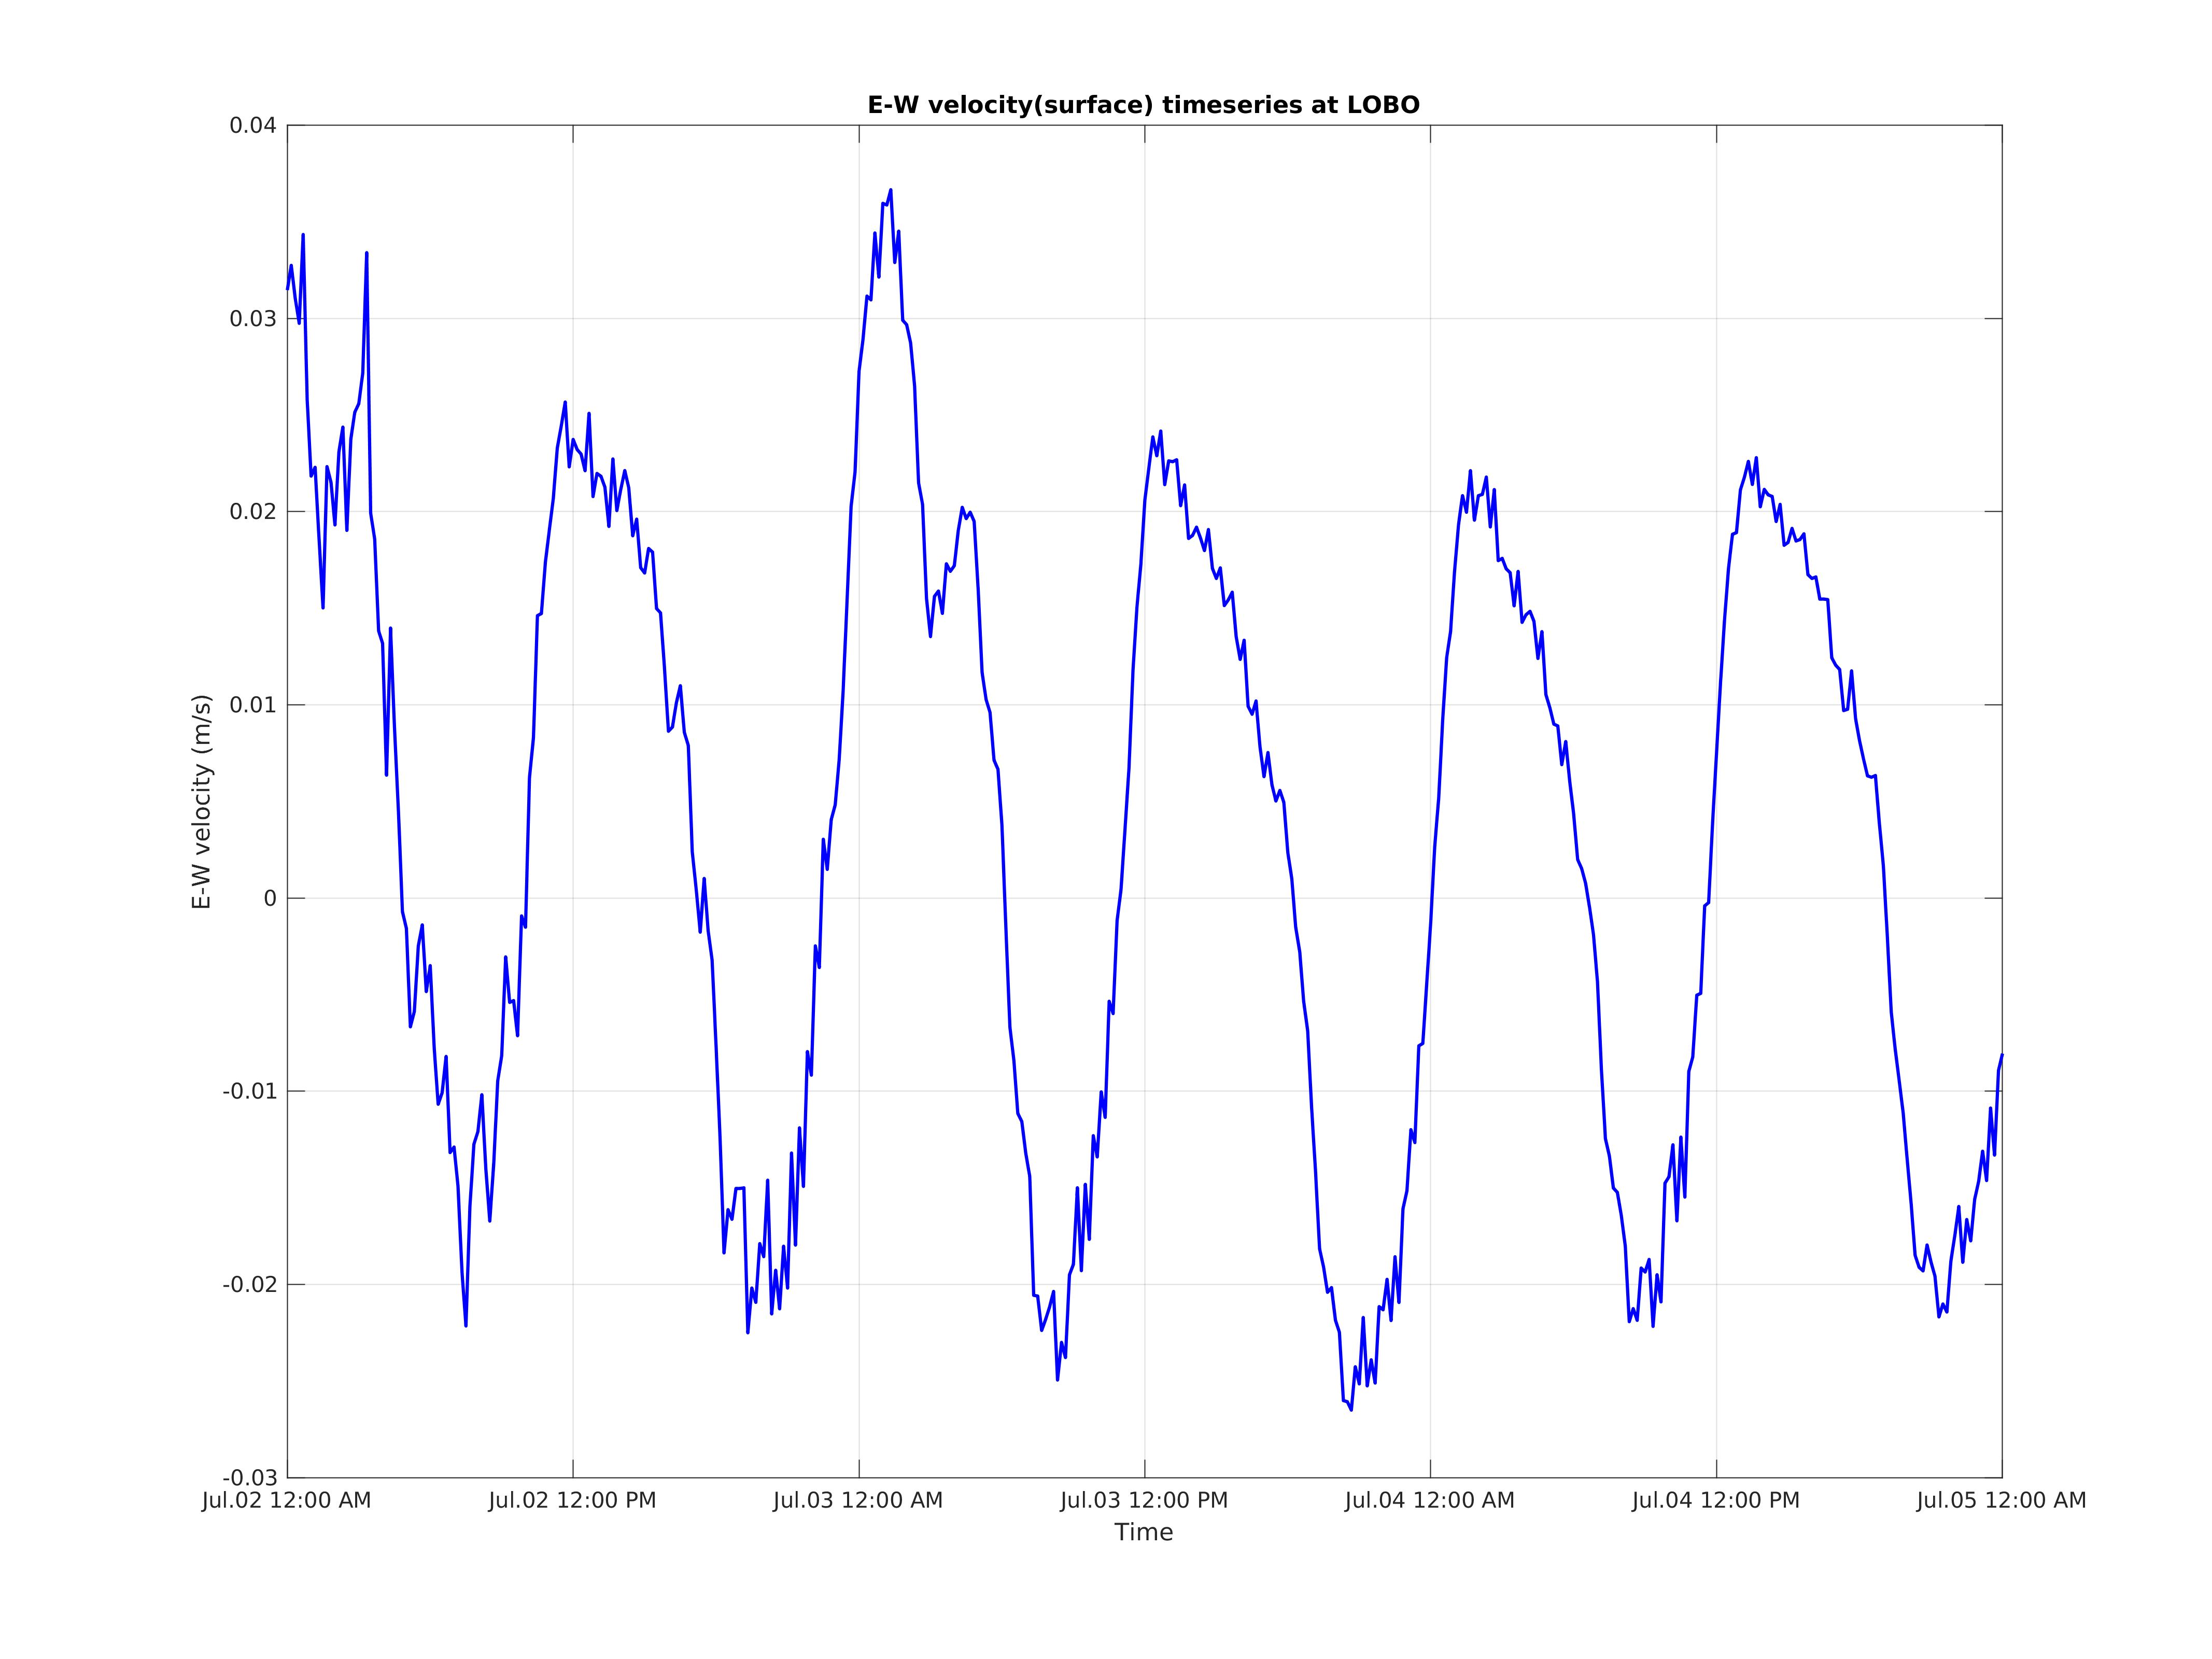 E-W velocity(surface) timeseries at LOBO
0.04
0.03
0.02
0.01
0
-0.01
-0.02
-0.03
E-W velocity (m/s)
Jul.02 12:00 AM
Jul.02 12:00 PM
Jul.03 12:00 AM
Jul.03 12:00 PM
Jul.04 12:00 AM
Jul.04 12:00 PM
Jul.05 12:00 AM
Time